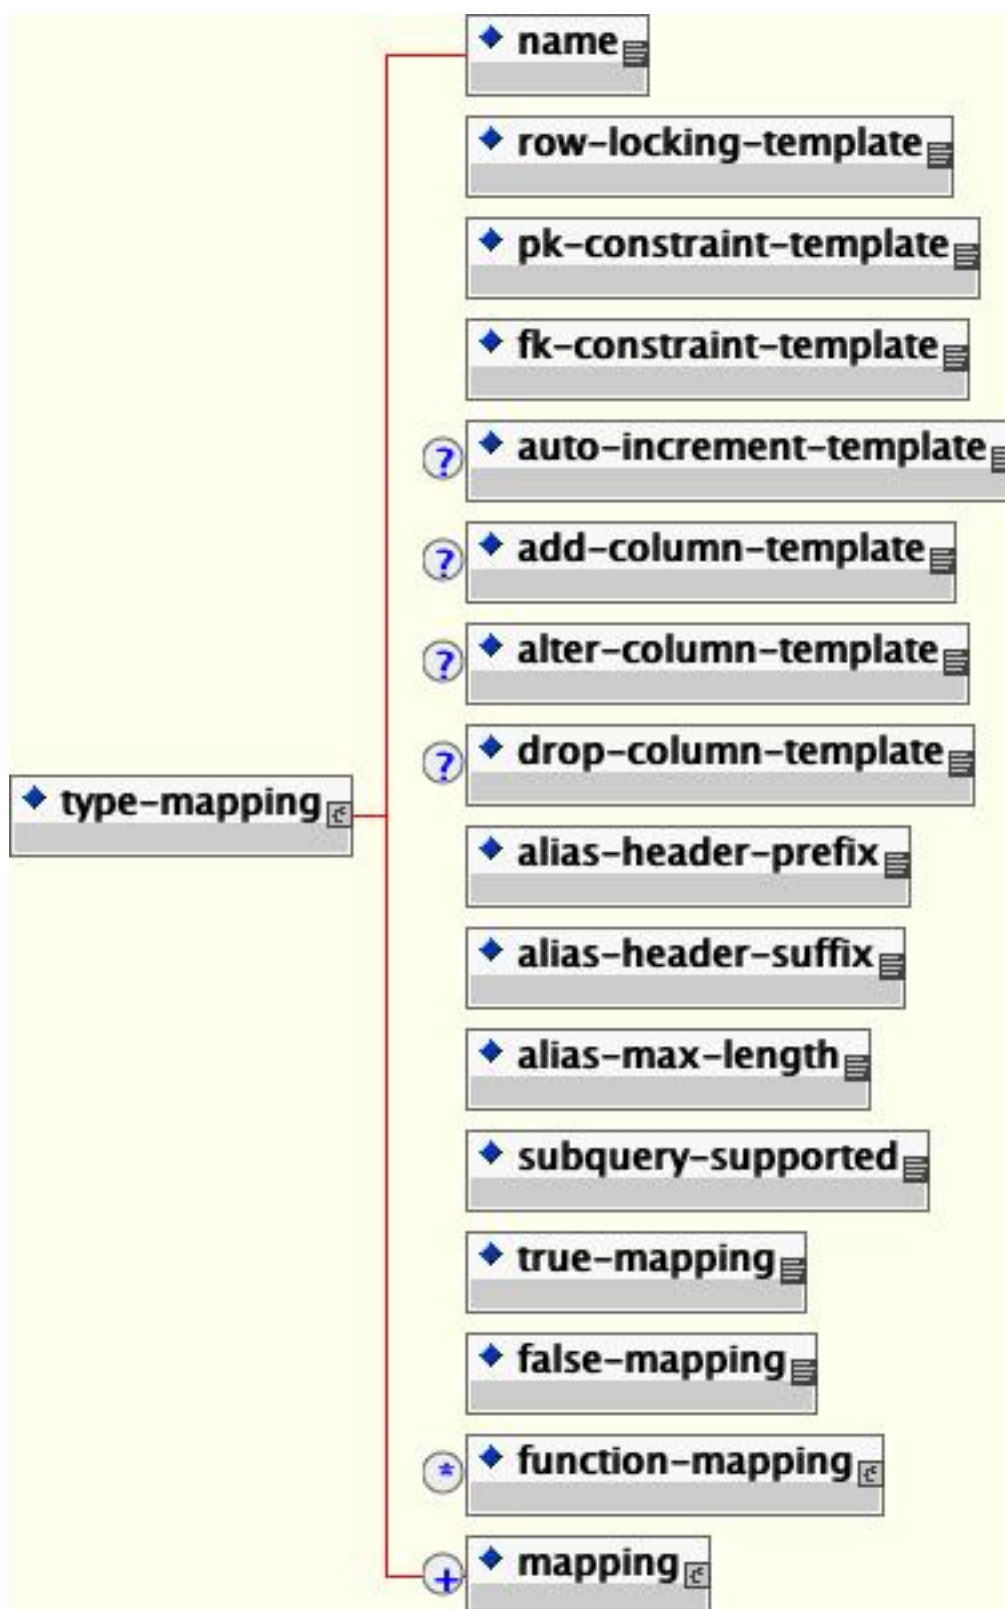 name
row-locking-template
pk-constraint-template
fk-constraint-template
? auto-increment-template
? add-column-template
? alter-column-template
? drop-column-template
type-mapping
alias-header-prefix
alias-header-suffix
alias-max-length
subquery-supported
true-mapping
false-mapping
* function-mapping
+ mapping